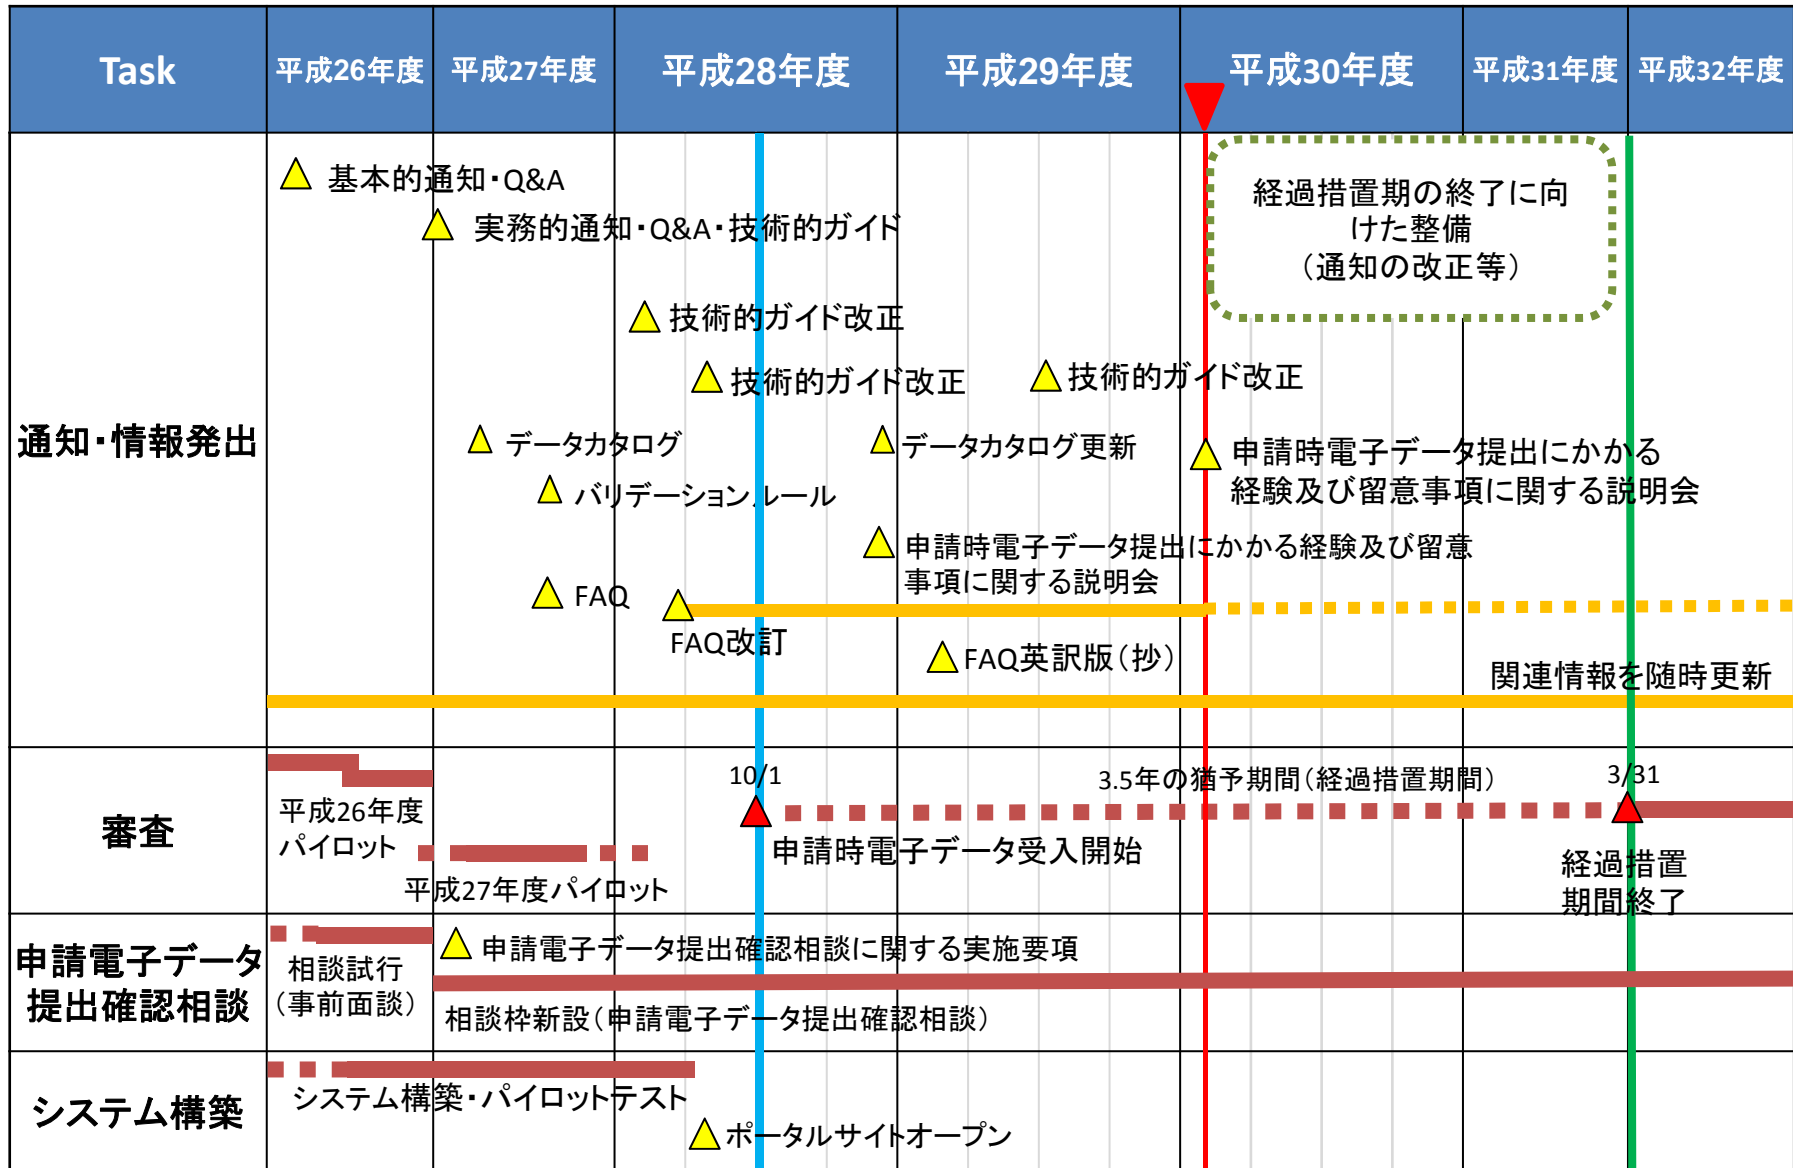 Task
平成26年度
平成27年度
平成28年度
平成29年度
平成30年度
平成31年度
平成32年度
通知・情報発出
基本的通知・Q&A
実務的通知・Q&A・技術的ガイド
経過措置期の終了に向
けた整備
（通知の改正等）
技術的ガイド改正
技術的ガイド改正
技術的ガイド改正
データカタログ
データカタログ更新
申請時電子データ提出にかかる
経験及び留意事項に関する説明会
バリデーションルール
申請時電子データ提出にかかる経験及び留意
事項に関する説明会
FAQ
FAQ改訂
FAQ英訳版（抄）
関連情報を随時更新
審査
平成26年度
パイロット
平成27年度パイロット
10/1
申請時電子データ受入開始
3.5年の猶予期間（経過措置期間）
3/31
経過措置
期間終了
申請電子データ
提出確認相談
相談試行
（事前面談）
申請電子データ提出確認相談に関する実施要項
相談枠新設（申請電子データ提出確認相談）
システム構築
システム構築・パイロットテスト
ポータルサイトオープン